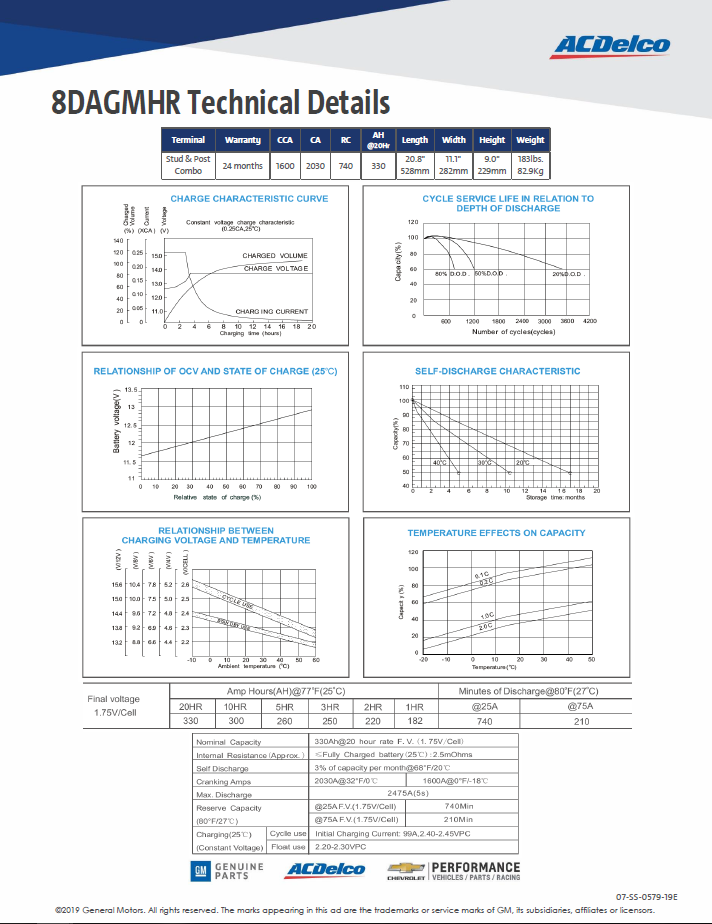 ACDelco
8DAGMHR Technical Details
Terminal Warranty CCA CA RC AH @20Hr Length Width Height Weight
Stud & Post Combo 24 months 1600 2030 740 330 20.8" 528mm 11.1" 282mm 9.0" 229mm 183lbs. 82.9Kg
CHARGE CHARACTERISTIC CURVE
Charged Volume Current Voltage
(%) (XCA) (V)
Constant voltage charge characteristic
(0.25CA,25°C)
140
120 0.25 15.0
100 0.20 14.0
80 0.15 13.0
60 0.10 12.0
40 0.05 11.0
20 0
0
CHARGED VOLUME
CHARGE VOLTAGE
CHARGING CURRENT
0 2 4 6 8 10 12 14 16 18 20
Charging time (hours)
CYCLE SERVICE LIFE IN RELATION TO
DEPTH OF DISCHARGE
Capacity(%)
120
100
80
60
40
20
0
80% D.O.D. 50%D.O.D. 20%D.O.D.
600 1200 1800 2400 3000 3600 4200
Number of cycles(cycles)
RELATIONSHIP OF OCV AND STATE OF CHARGE (25°C)
Battery voltage(V)
13.5
13
12.5
12
11.5
11
0 10 20 30 40 50 60 70 80 90 100
Relative state of charge(%)
SELF-DISCHARGE CHARACTERISTIC
Capacity(%)
110
100
90
80
70
60
50
40
40°C 30°C 20°C
0 2 4 6 8 10 12 14 16 18 20
Storage time: months
RELATIONSHIP BETWEEN
CHARGING VOLTAGE AND TEMPERATURE
(V/12V) (V/8V) (V/6V) (V/4V) (V/CELL)
15.6 10.4 7.8 5.2 2.6
15.0 10.0 7.5 5.0 2.5
14.4 9.6 7.2 4.8 2.4
13.8 9.2 6.9 4.6 2.3
13.2 8.8 6.6 4.4 2.2
CYCLE USE
STANDBY USE
-10 0 10 20 30 40 50 60
Ambient temperature (°C)
TEMPERATURE EFFECTS ON CAPACITY
Capacity (%)
120
100
80
60
40
20
0
0.1C
0.2C
1.0C
2.0C
-20 -10 0 10 20 30 40 50
Temperature(°C)
Final voltage
1.75V/Cell
Amp Hours(AH)@77°F(25°C) Minutes of Discharge@80°F(27°C)
20HR 10HR 5HR 3HR 2HR 1HR @25A @75A
330 300 260 250 220 182 740 210
Nominal Capacity 330Ah@20 hour rate F. V. (1. 75V/Cell)
Internal Resistance(Approx.) ≤Fully Charged battery(25℃):2.5mOhms
Self Discharge 3% of capacity per month@68°F/20℃
Cranking Amps 2030A@32°F/0℃ 1600A@0°F/-18℃
Max. Discharge 2475A(5s)
Reserve Capacity @25A F.V.(1.75V/Cell) 740Min
(80°F/27℃) @75A F.V.(1.75V/Cell) 210Min
Charging(25℃) Cyclle use Initial Charging Current: 99A,2.40-2.45VPC
(Constant Voltage) Float use 2.20-2.30VPC
GM GENUINE PARTS
ACDelco
CHEVROLET PERFORMANCE
VEHICLES / PARTS / RACING
07-SS-0579-19E
©2019 General Motors. All rights reserved. The marks appearing in this ad are the trademarks or service marks of GM, its subsidiaries, affiliates or licensors.